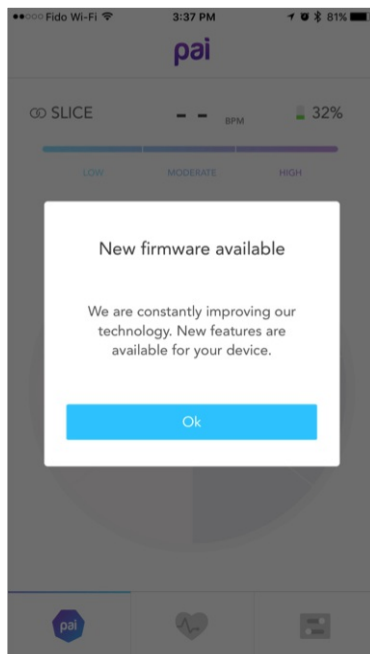 Fido Wi-Fi 3:37 PM 81%
pai
SLICE -- BPM 32%
LOW MODERATE HIGH
New firmware available
We are constantly improving our
technology. New features are
available for your device.
Ok
pai